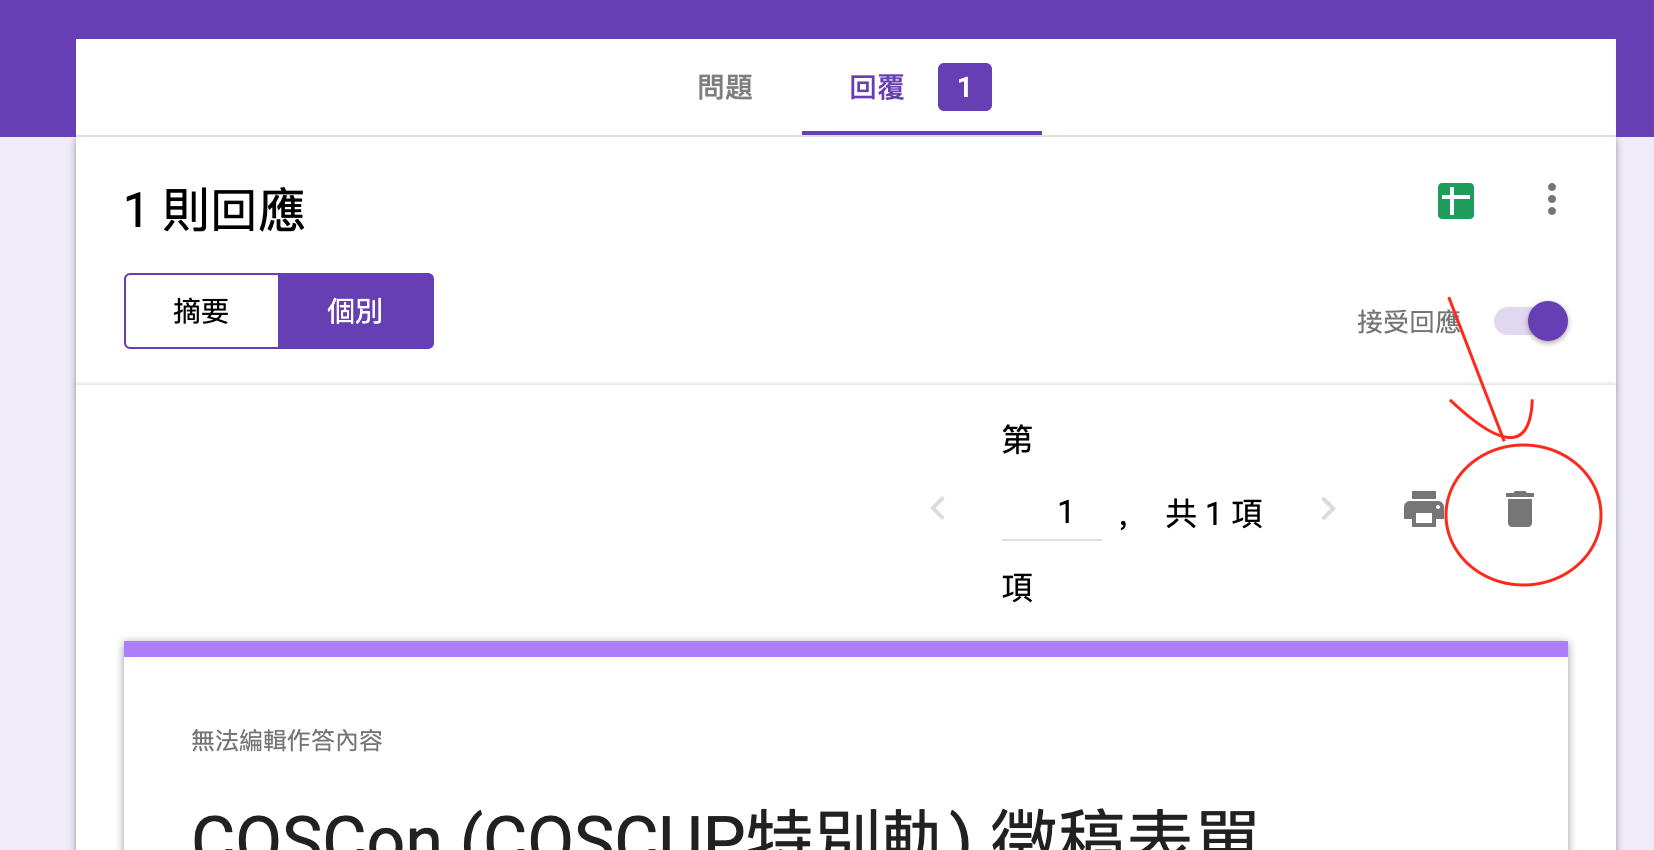 問題 回覆 1
1 則回應
摘要 個別
接受回應
第
1 , 共 1 項
項
無法編輯作答內容
COSCon (COSCUP特別軌) 徵稿表單